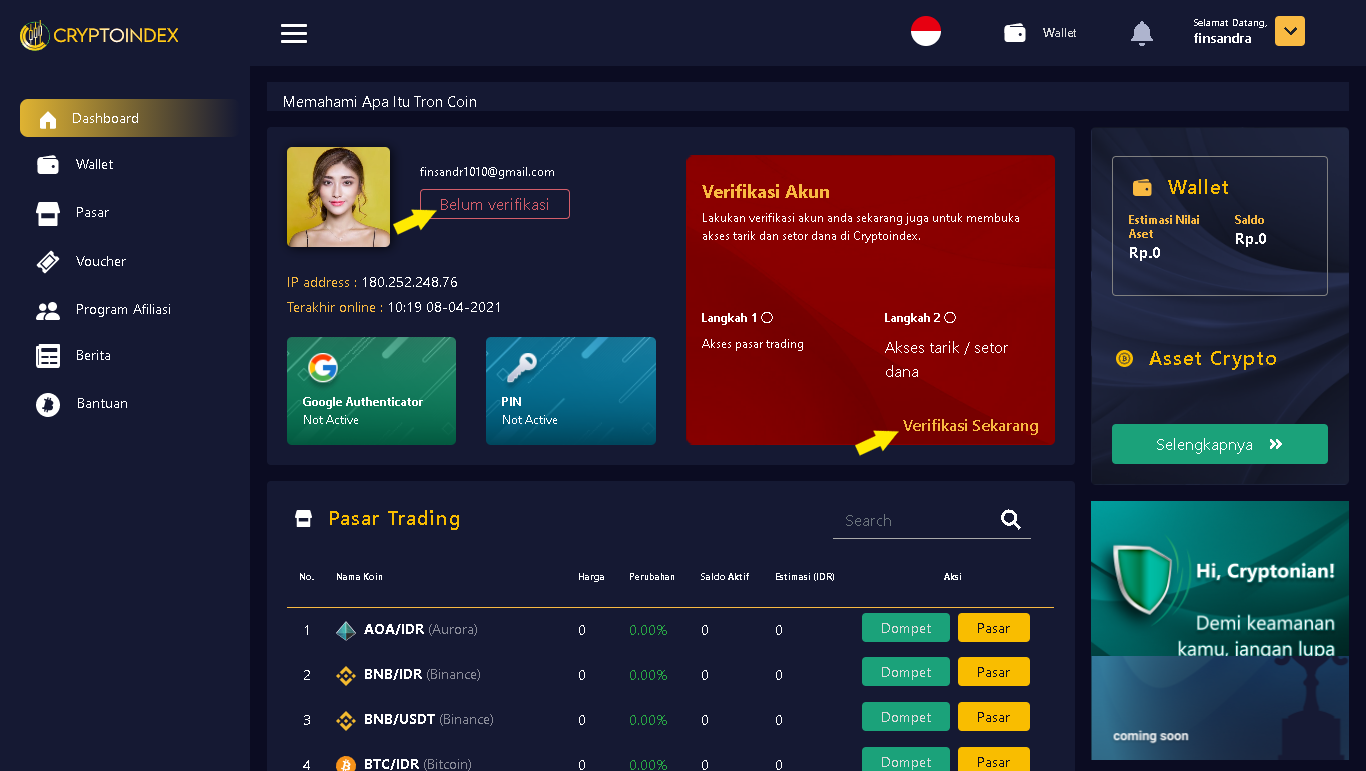 CRYPTOINDEX
Wallet
Selamat Datang,
finsandra
Dashboard
Wallet
Pasar
Voucher
Program Afiliasi
Berita
Bantuan
Memahami Apa Itu Tron Coin
finsandr1010@gmail.com
Belum verifikasi
IP address : 180.252.248.76
Terakhir online : 10:19 08-04-2021
Google Authenticator
Not Active
PIN
Not Active
Verifikasi Akun
Lakukan verifikasi akun anda sekarang juga untuk membuka
akses tarik dan setor dana di Cryptoindex.
Langkah 1
Akses pasar trading
Langkah 2
Akses tarik / setor
dana
Verifikasi Sekarang
Wallet
Estimasi Nilai
Aset
Rp.0
Saldo
Rp.0
Asset Crypto
Selengkapnya
Hi, Cryptonian!
Demi keamanan
kamu, jangan lupa
coming soon
Pasar Trading
Search
No. Nama Koin Harga Perubahan Saldo Aktif Estimasi (IDR) Aksi
1 AOA/IDR (Aurora) 0 0.00% 0 0 Dompet Pasar
2 BNB/IDR (Binance) 0 0.00% 0 0 Dompet Pasar
3 BNB/USDT (Binance) 0 0.00% 0 0 Dompet Pasar
4 BTC/IDR (Bitcoin) 0 0.00% 0 0 Dompet Pasar